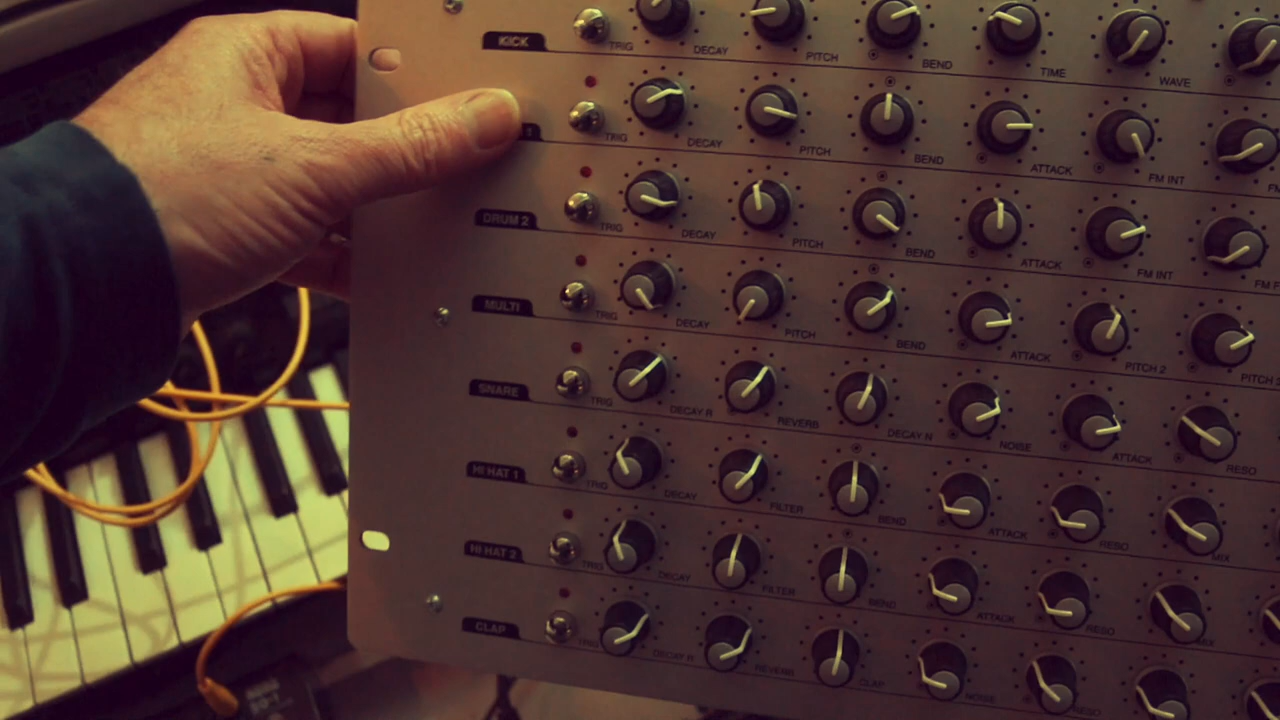 KICK TRIG DECAY PITCH BEND TIME WAVE
TRIG DECAY PITCH BEND ATTACK FM INT
DRUM 2 TRIG DECAY PITCH BEND ATTACK FM INT FM
MULTI TRIG DECAY PITCH BEND ATTACK PITCH 2 PITCH
SNARE TRIG DECAY R REVERB DECAY N NOISE ATTACK RESO
HI HAT 1 TRIG DECAY FILTER BEND ATTACK RESO MIX
HI HAT 2 TRIG DECAY FILTER BEND ATTACK RESO MIX
CLAP TRIG DECAY R REVERB CLAP NOISE RESO